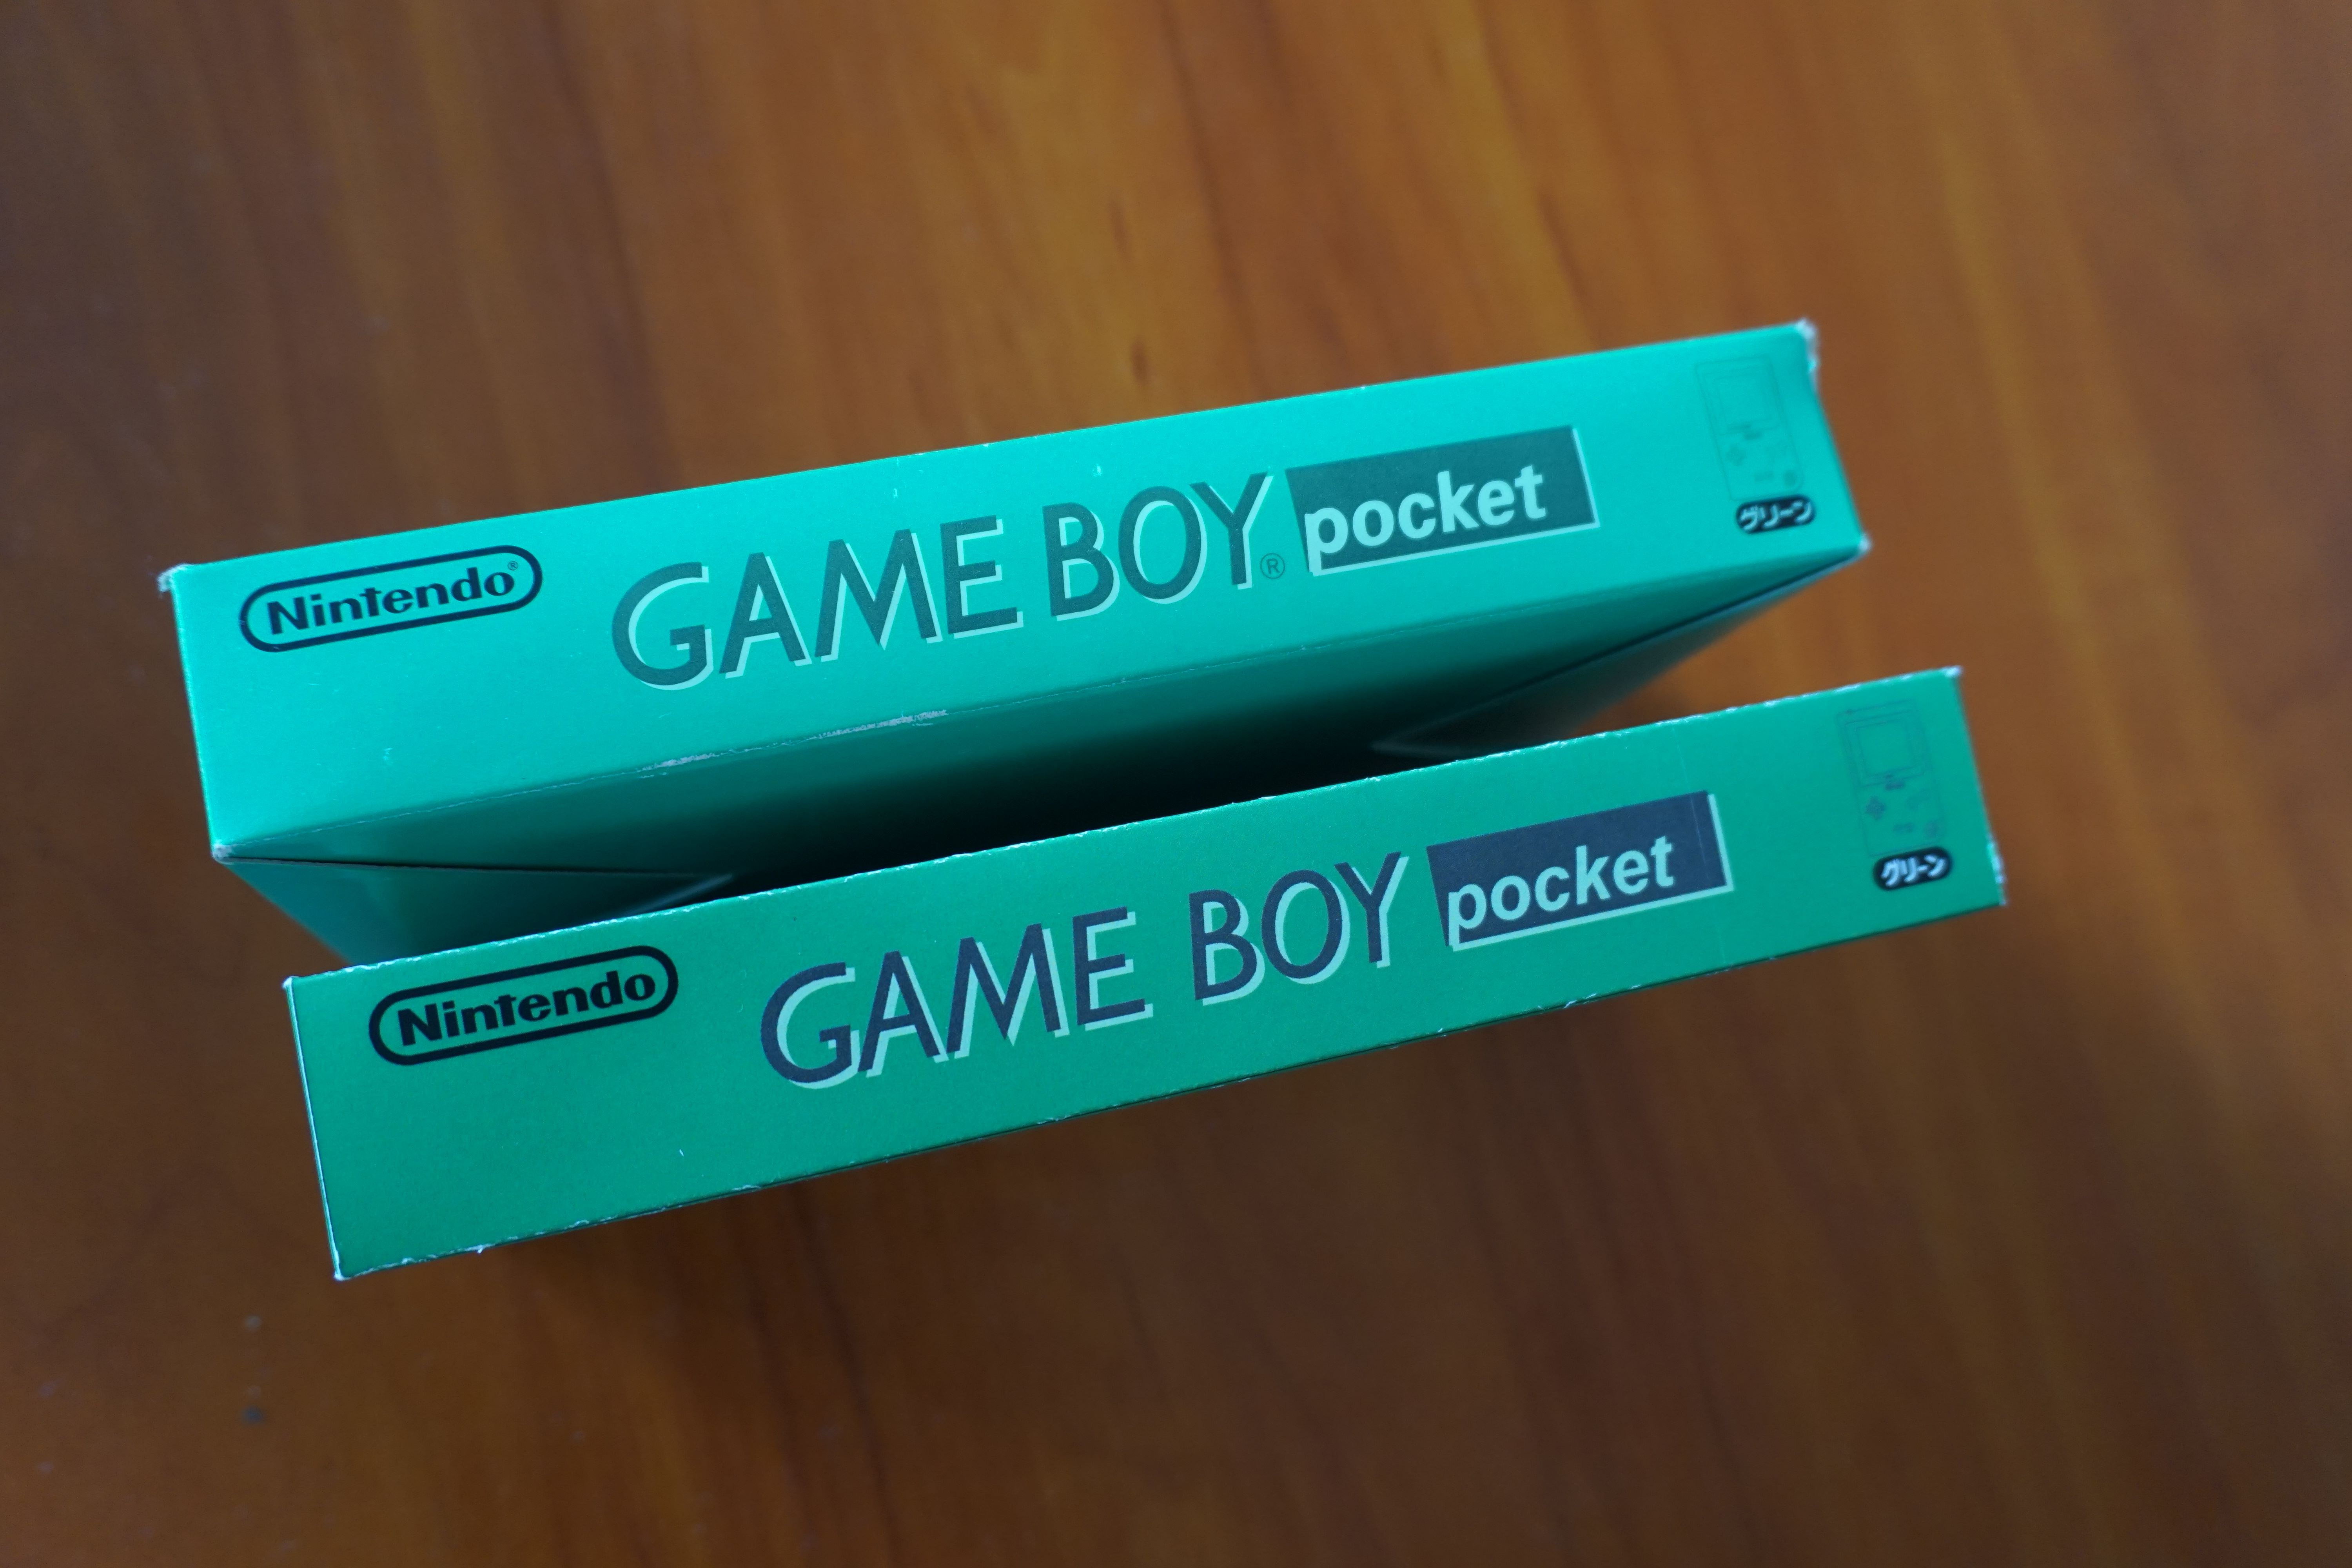 Nintendo®
GAME BOY® pocket
グリーン
Nintendo
GAME BOY pocket
グリーン